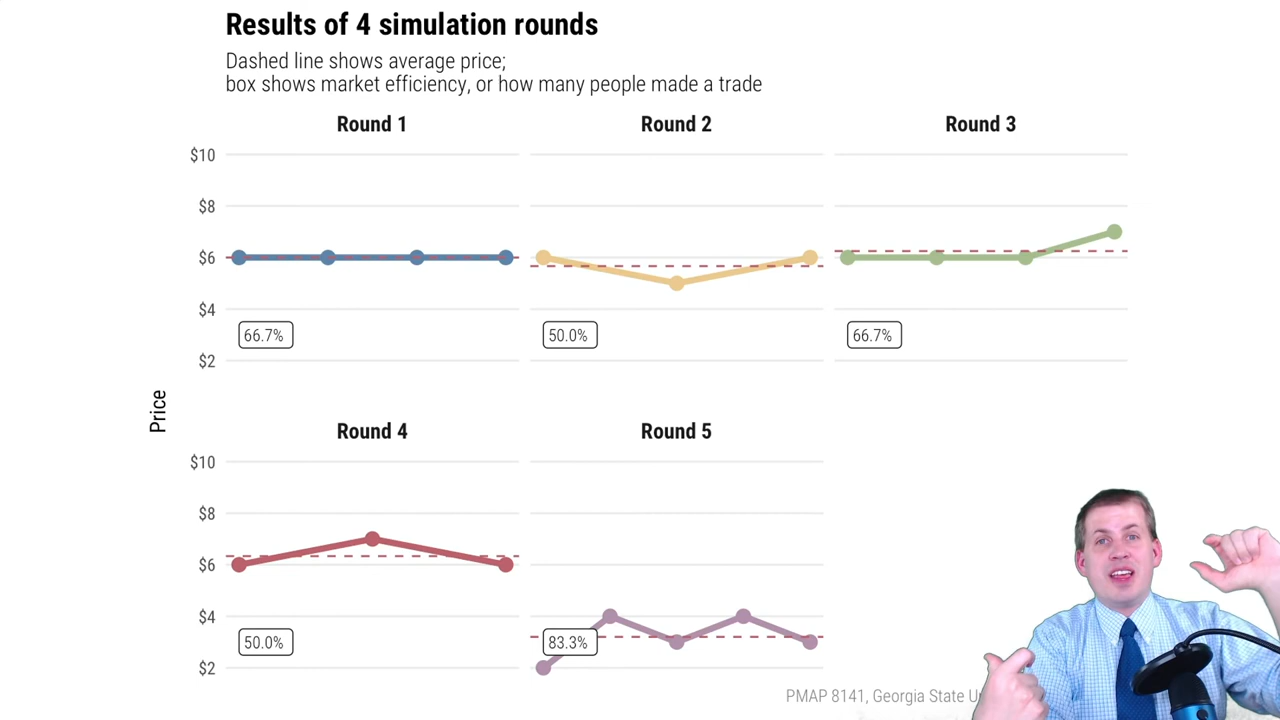 Results of 4 simulation rounds
Dashed line shows average price;
box shows market efficiency, or how many people made a trade
Round 1
Round 2
Round 3
$10
$8
$6
$4
$2
66.7%
50.0%
66.7%
Price
Round 4
Round 5
$10
$8
$6
$4
$2
50.0%
83.3%
PMAP 8141, Georgia State